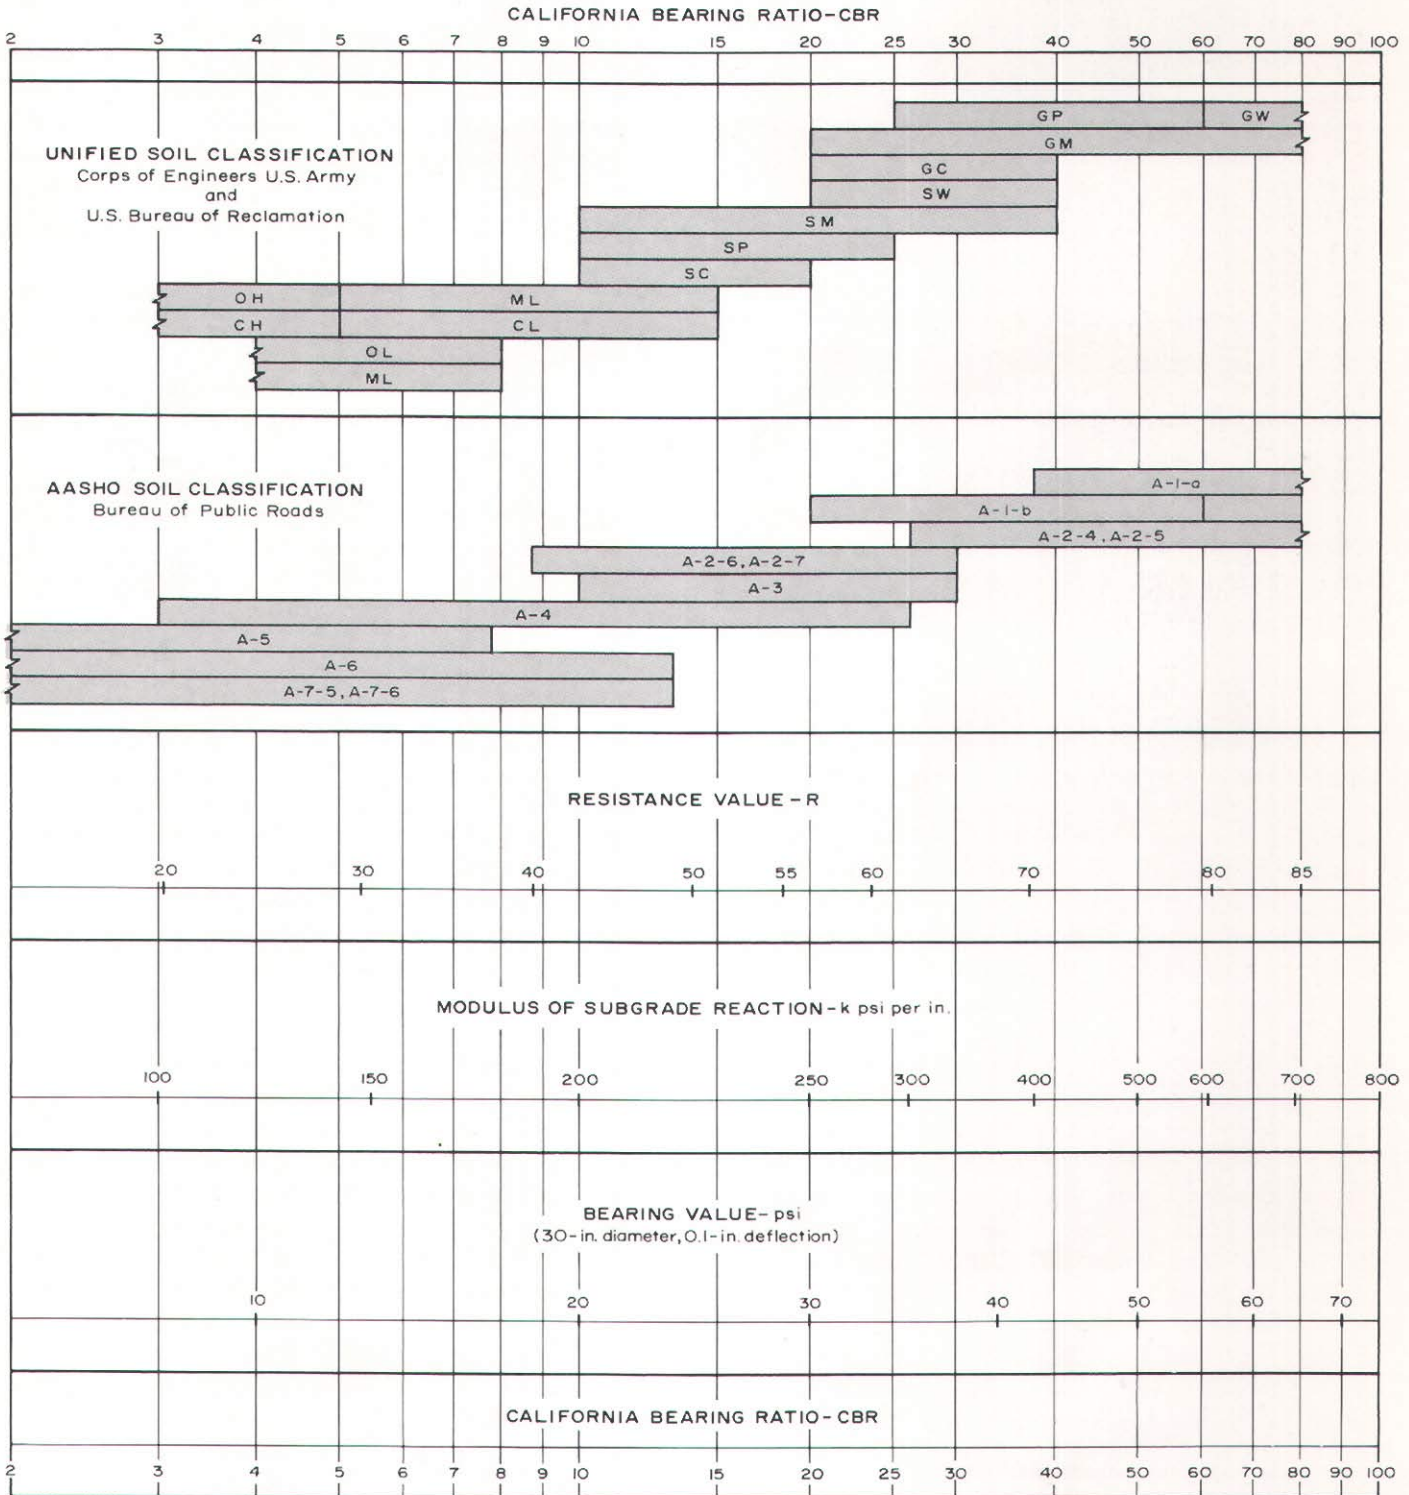 CALIFORNIA BEARING RATIO-CBR
2 3 4 5 6 7 8 9 10 15 20 25 30 40 50 60 70 80 90 100
UNIFIED SOIL CLASSIFICATION
Corps of Engineers U.S. Army
and
U.S. Bureau of Reclamation
GP GW
GM
GC
SW
SM
SP
SC
OH ML
CH CL
OL
ML
AASHO SOIL CLASSIFICATION
Bureau of Public Roads
A-1-a
A-1-b
A-2-4, A-2-5
A-2-6, A-2-7
A-3
A-4
A-5
A-6
A-7-5, A-7-6
RESISTANCE VALUE-R
20 30 40 50 55 60 70 80 85
MODULUS OF SUBGRADE REACTION-k psi per in.
100 150 200 250 300 400 500 600 700 800
BEARING VALUE-psi
(30-in. diameter, 0.1-in. deflection)
10 20 30 40 50 60 70
CALIFORNIA BEARING RATIO-CBR
2 3 4 5 6 7 8 9 10 15 20 25 30 40 50 60 70 80 90 100